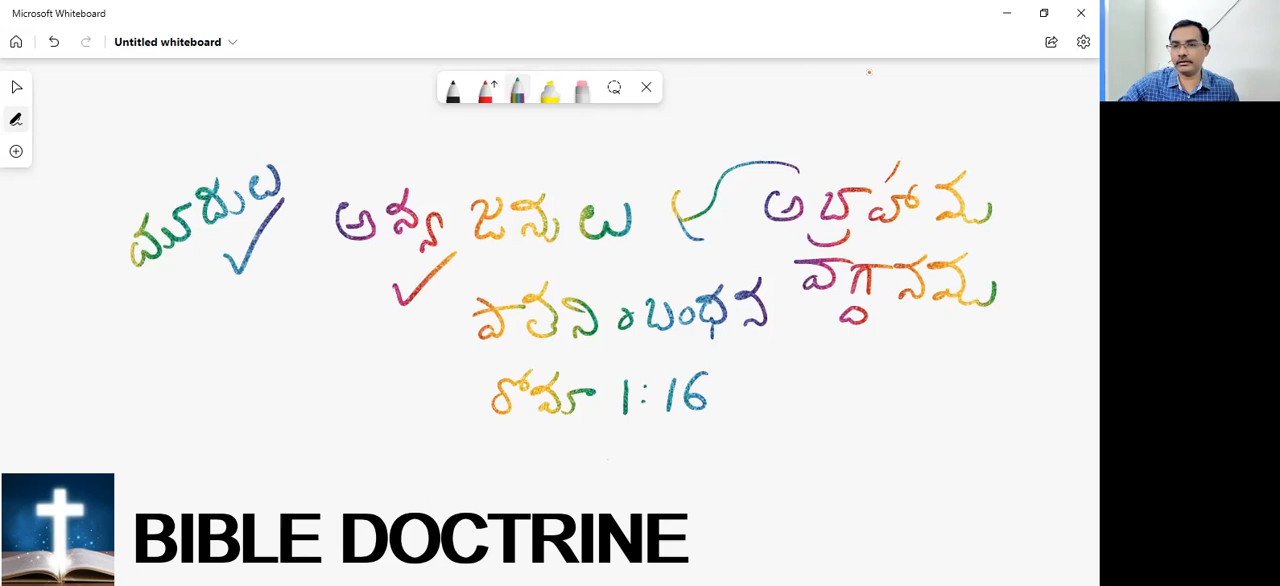 Microsoft Whiteboard
Untitled whiteboard
యూదుల అన్యజనులు అబ్రాహాము
వాగ్దానము
పాతనిబంధన
రోమా 1:16
BIBLE DOCTRINE